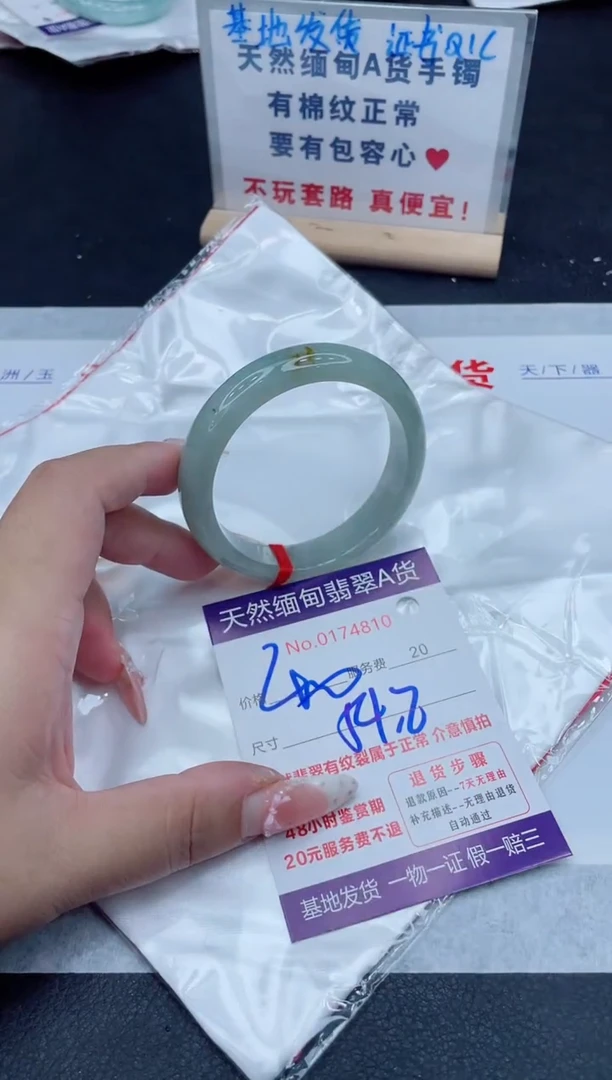 基地发货 证书QIC
天然缅甸A货手镯
有棉纹正常
要有包容心
不玩套路 真便宜!
洲/玉
货
天/下/器
天然缅甸翡翠A货
No.0174810
价格
服务费 20
尺寸
翡翠有纹裂属于正常 介意慎拍
48小时鉴赏期
20元服务费不退
退货步骤
退款原因--7天无理由
补充描述--无理由退货
自动通过
基地发货 一物一证 假一赔三